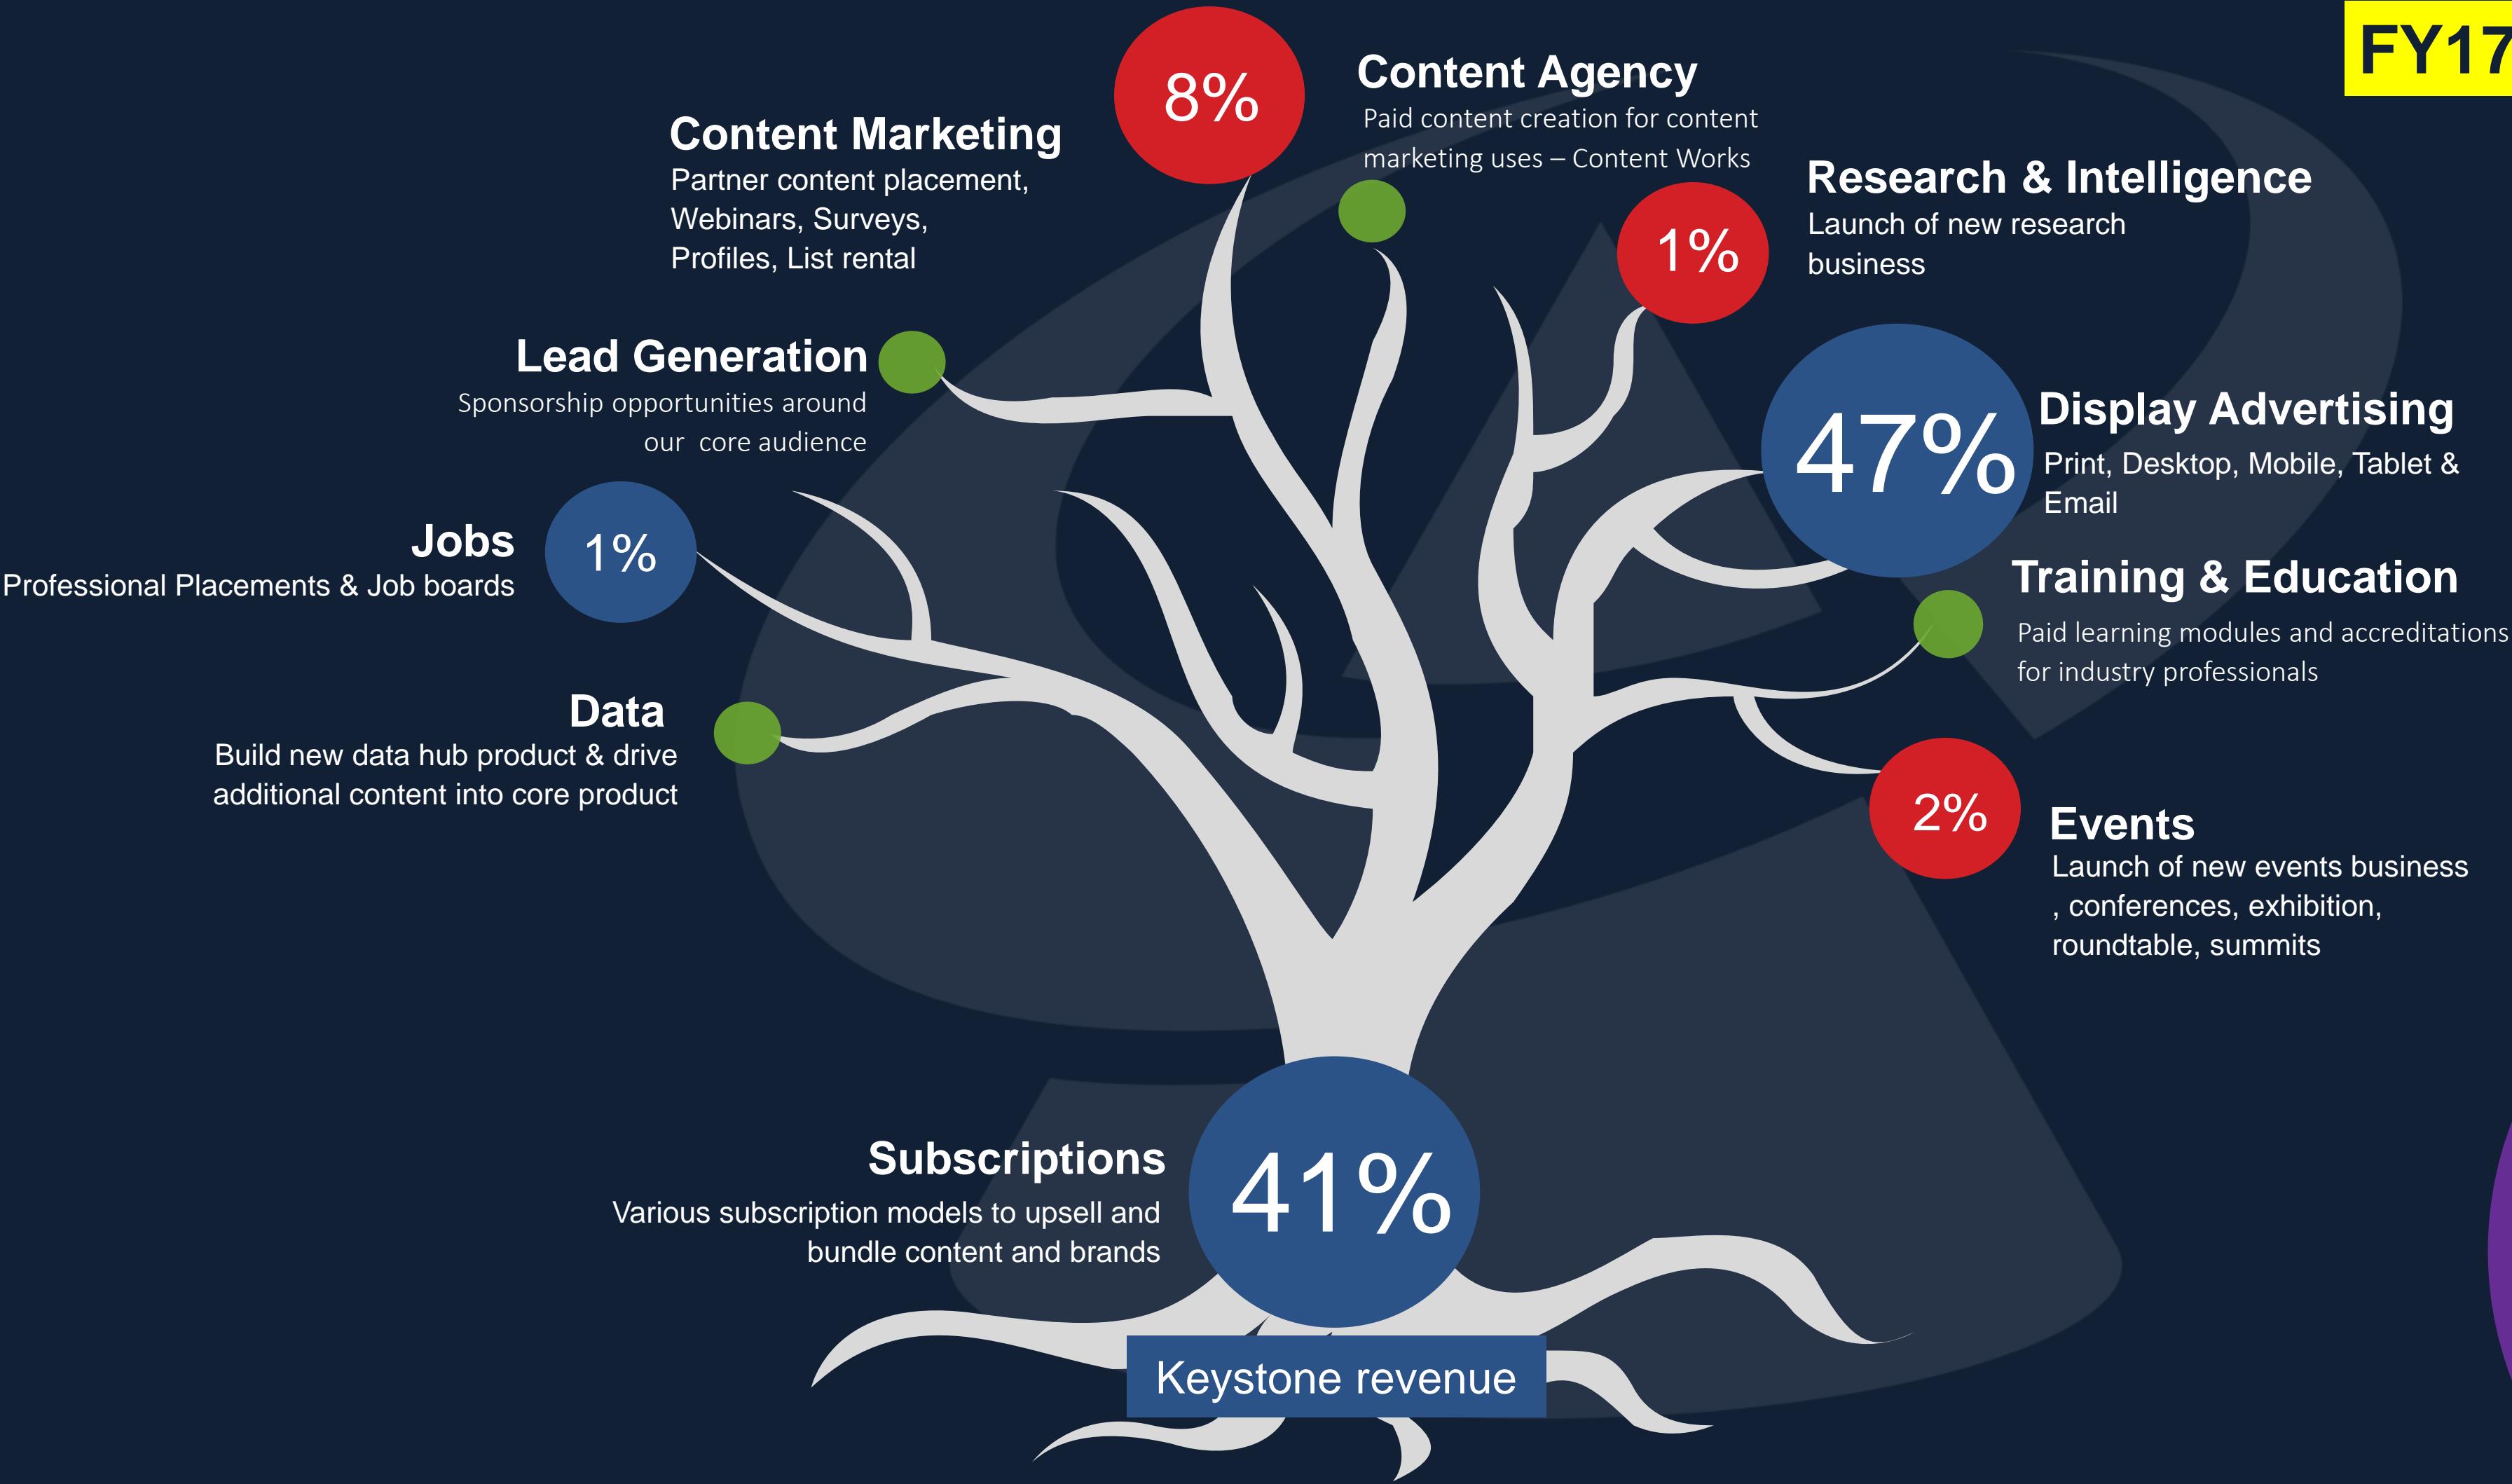 FY17
8%
Content Agency
Paid content creation for content
marketing uses – Content Works
Content Marketing
Partner content placement,
Webinars, Surveys,
Profiles, List rental
1%
Research & Intelligence
Launch of new research
business
Lead Generation
Sponsorship opportunities around
our  core audience
47%
Display Advertising
Print, Desktop, Mobile, Tablet &
Email
Jobs
Professional Placements & Job boards
1%
Training & Education
Paid learning modules and accreditations
for industry professionals
Data
Build new data hub product & drive
additional content into core product
2%
Events
Launch of new events business
, conferences, exhibition,
roundtable, summits
Subscriptions
Various subscription models to upsell and
bundle content and brands
41%
Keystone revenue